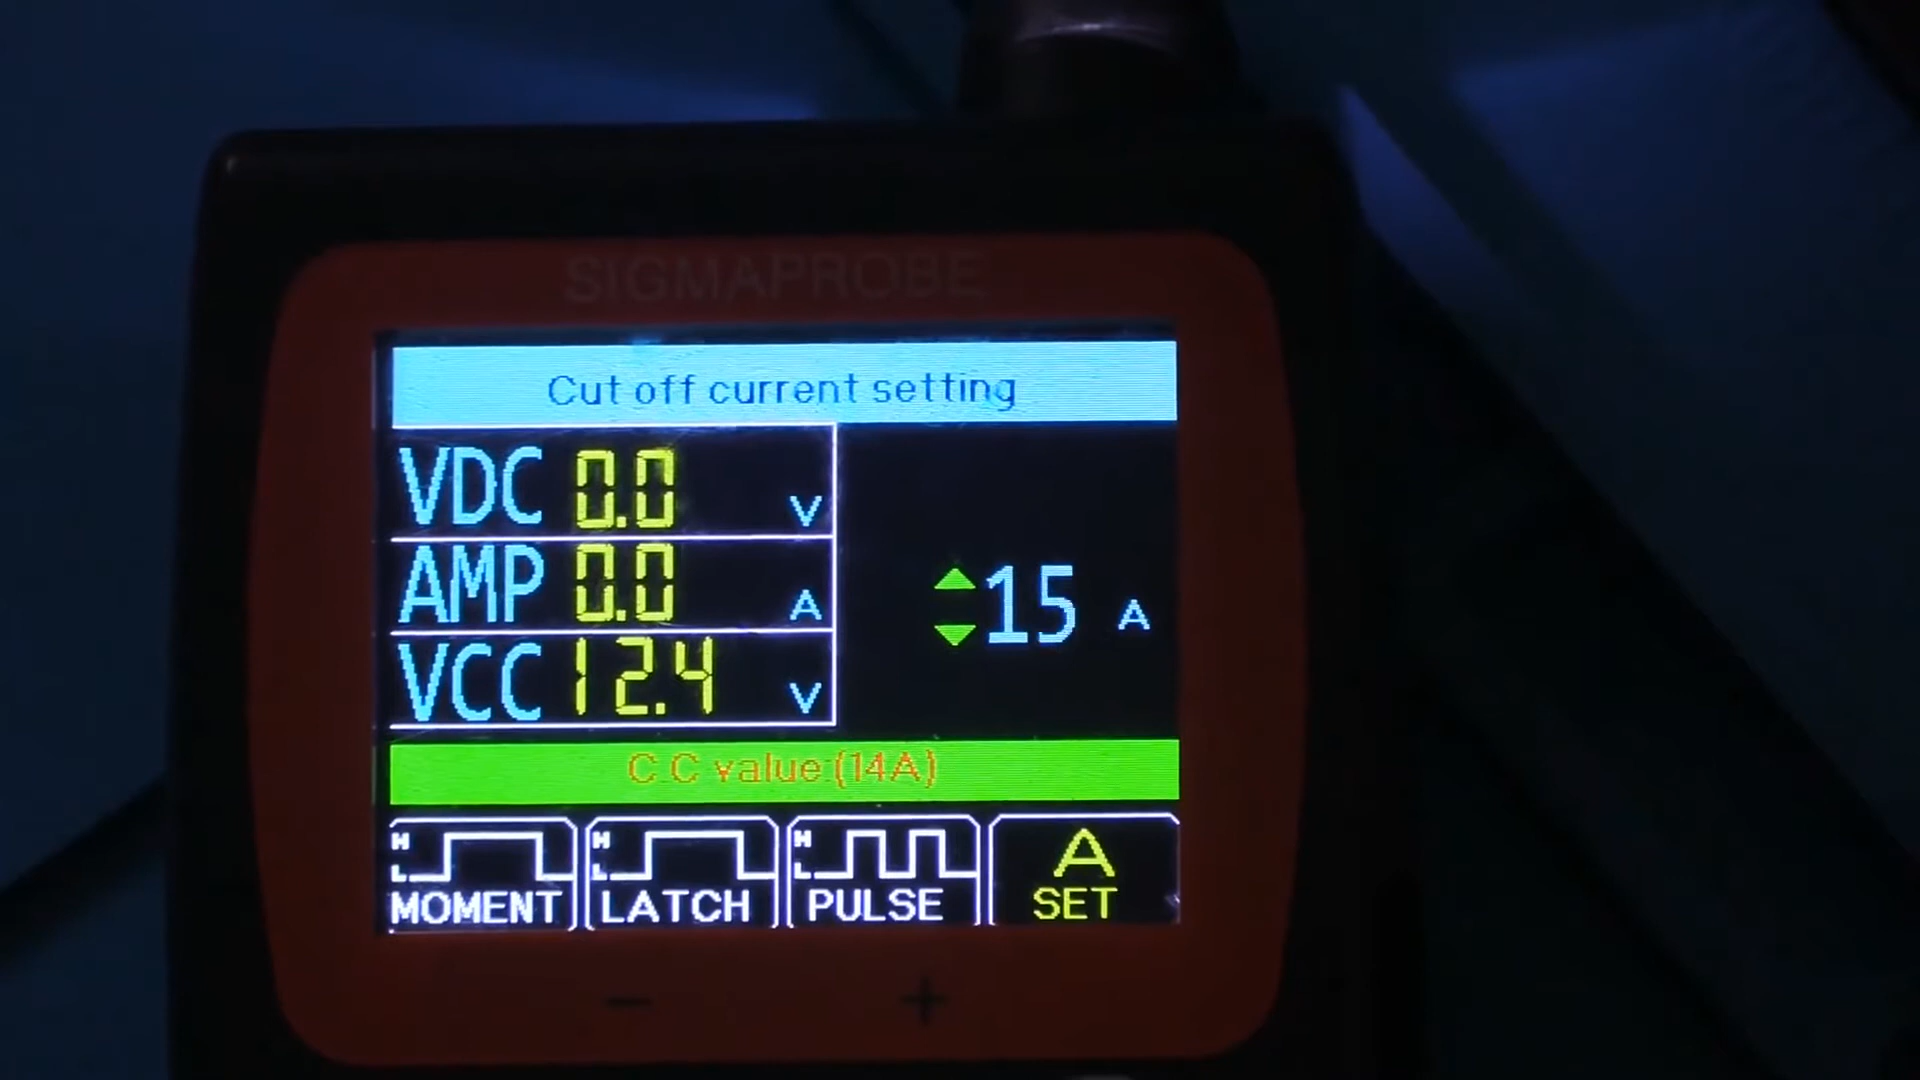 SIGMAPROBE
Cut off current setting
VDC 0.0 V
AMP 0.0 A
VCC 12.4 V
15 A
C.C value:(14A)
H L MOMENT
H L LATCH
H L PULSE
A SET
- +